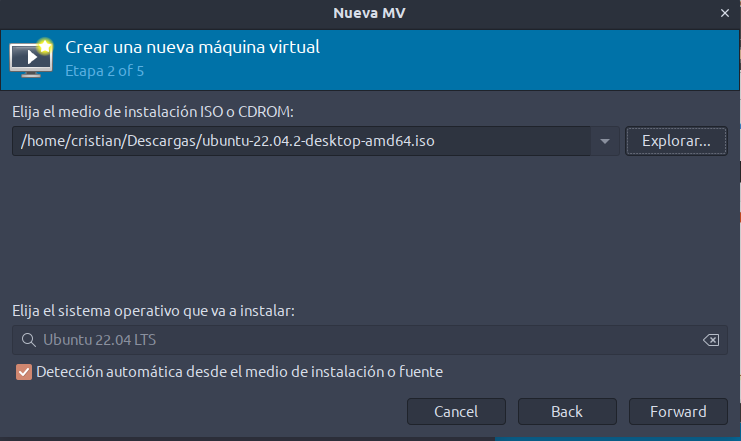 Nueva MV
Crear una nueva máquina virtual
Etapa 2 of 5
Elija el medio de instalación ISO o CDROM:
/home/cristian/Descargas/ubuntu-22.04.2-desktop-amd64.iso
Explorar...
Elija el sistema operativo que va a instalar:
Ubuntu 22.04 LTS
Detección automática desde el medio de instalación o fuente
Cancel Back Forward